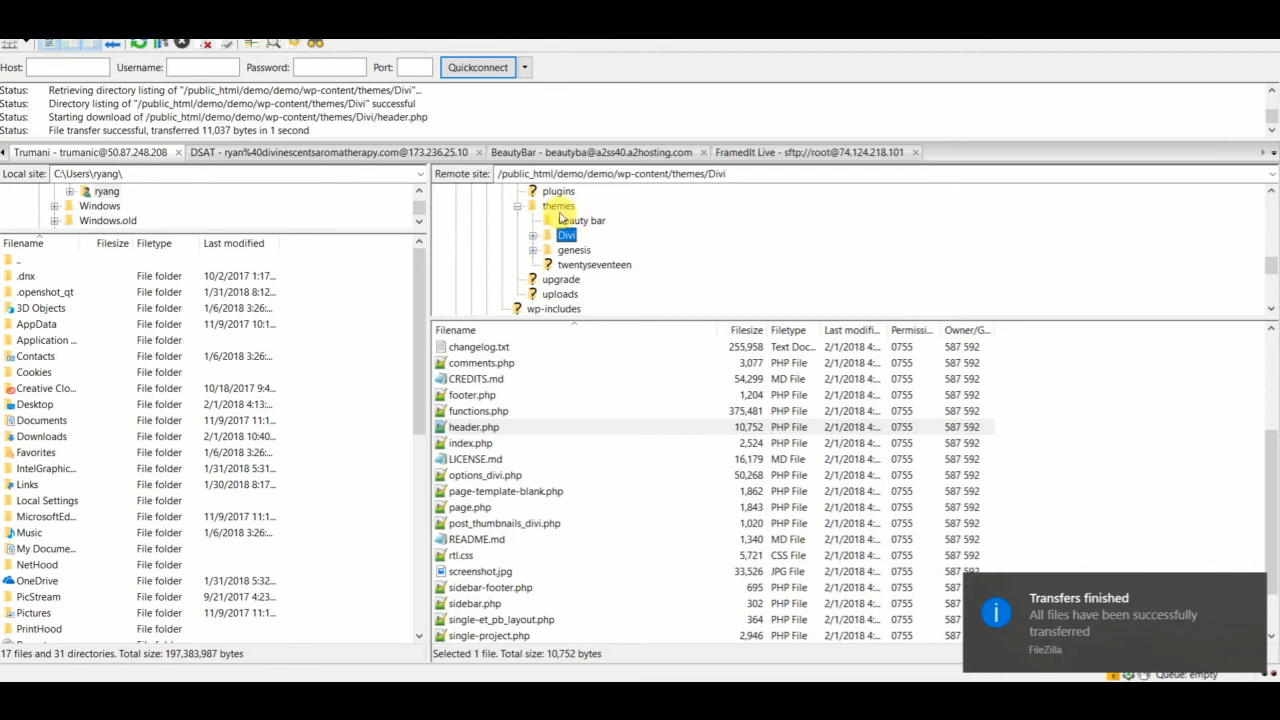 Host: Username: Password: Port: Quickconnect
Status: Retrieving directory listing of "/public_html/demo/demo/wp-content/themes/Divi"...
Status: Directory listing of "/public_html/demo/demo/wp-content/themes/Divi" successful
Status: Starting download of /public_html/demo/demo/wp-content/themes/Divi/header.php
Status: File transfer successful, transferred 11,037 bytes in 1 second
Trumani - trumanic@50.87.248.208 × DSAT - ryan%40divinescentsaromatherapy.com@173.236.25.10 × BeautyBar - beautyba@a2ss40.a2hosting.com × FramedIt Live - sftp://root@74.124.218.101 ×
Local site: C:\Users\ryang\
ryang
Windows
Windows.old
Remote site: /public_html/demo/demo/wp-content/themes/Divi
plugins
themes
beauty bar
Divi
genesis
twentyseventeen
upgrade
uploads
wp-includes
Filename Filesize Filetype Last modified
..
.dnx File folder 10/2/2017 1:17...
.openshot_qt File folder 1/31/2018 8:12...
3D Objects File folder 1/6/2018 3:26:...
AppData File folder 11/9/2017 10:1...
Application ... File folder
Contacts File folder 1/6/2018 3:26:...
Cookies File folder
Creative Clo... File folder 10/18/2017 9:4...
Desktop File folder 2/1/2018 4:13:...
Documents File folder 11/9/2017 11:1...
Downloads File folder 2/1/2018 10:40...
Favorites File folder 1/6/2018 3:26:...
IntelGraphic... File folder 1/31/2018 5:31...
Links File folder 1/30/2018 8:17...
Local Settings File folder
MicrosoftEd... File folder 11/9/2017 11:1...
Music File folder 1/6/2018 3:26:...
My Docume... File folder
NetHood File folder
OneDrive File folder 1/31/2018 5:32...
PicStream File folder 9/21/2017 4:23...
Pictures File folder 11/9/2017 11:1...
PrintHood File folder
17 files and 31 directories. Total size: 197,383,987 bytes
Filename Filesize Filetype Last modifi... Permissi... Owner/G...
changelog.txt 255,958 Text Doc... 2/1/2018 4:... 0755 587 592
comments.php 3,077 PHP File 2/1/2018 4:... 0755 587 592
CREDITS.md 54,299 MD File 2/1/2018 4:... 0755 587 592
footer.php 1,204 PHP File 2/1/2018 4:... 0755 587 592
functions.php 375,481 PHP File 2/1/2018 4:... 0755 587 592
header.php 10,752 PHP File 2/1/2018 4:... 0755 587 592
index.php 2,524 PHP File 2/1/2018 4:... 0755 587 592
LICENSE.md 16,179 MD File 2/1/2018 4:... 0755 587 592
options_divi.php 50,268 PHP File 2/1/2018 4:... 0755 587 592
page-template-blank.php 1,862 PHP File 2/1/2018 4:... 0755 587 592
page.php 1,843 PHP File 2/1/2018 4:... 0755 587 592
post_thumbnails_divi.php 1,020 PHP File 2/1/2018 4:... 0755 587 592
README.md 1,340 MD File 2/1/2018 4:... 0755 587 592
rtl.css 5,721 CSS File 2/1/2018 4:... 0755 587 592
screenshot.jpg 33,526 JPG File 2/1/2018 4:... 0755 587 592
sidebar-footer.php 695 PHP File 2/1/2018 4:... 0755
sidebar.php 302 PHP File 2/1/2018 4:... 0755
single-et_pb_layout.php 364 PHP File 2/1/2018 4:... 0755
single-project.php 2,946 PHP File 2/1/2018 4:... 0755
Selected 1 file. Total size: 10,752 bytes
Transfers finished
All files have been successfully
transferred
FileZilla
Queue: empty